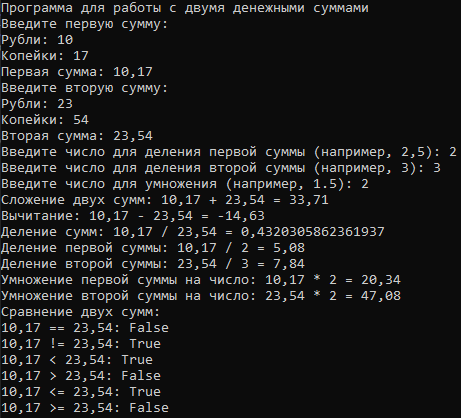 Программа для работы с двумя денежными суммами
Введите первую сумму:
Рубли: 10
Копейки: 17
Первая сумма: 10,17
Введите вторую сумму:
Рубли: 23
Копейки: 54
Вторая сумма: 23,54
Введите число для деления первой суммы (например, 2,5): 2
Введите число для деления второй суммы (например, 3): 3
Введите число для умножения (например, 1.5): 2
Сложение двух сумм: 10,17 + 23,54 = 33,71
Вычитание: 10,17 - 23,54 = -14,63
Деление сумм: 10,17 / 23,54 = 0,4320305862361937
Деление первой суммы: 10,17 / 2 = 5,08
Деление второй суммы: 23,54 / 3 = 7,84
Умножение первой суммы на число: 10,17 * 2 = 20,34
Умножение второй суммы на число: 23,54 * 2 = 47,08
Сравнение двух сумм:
10,17 == 23,54: False
10,17 != 23,54: True
10,17 < 23,54: True
10,17 > 23,54: False
10,17 <= 23,54: True
10,17 >= 23,54: False